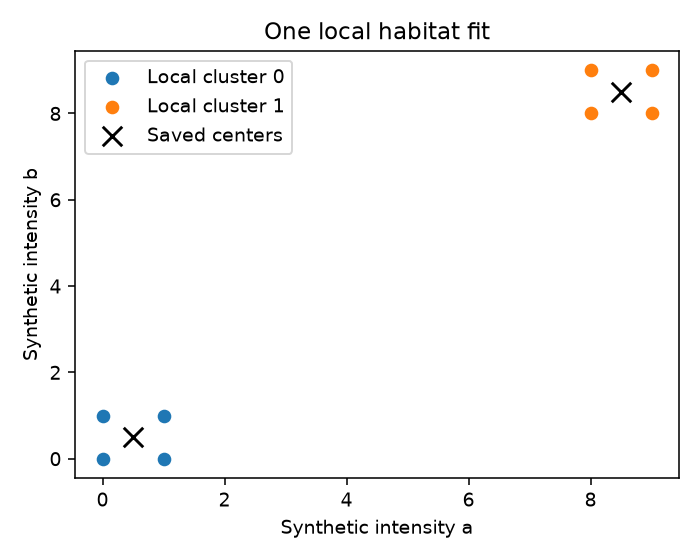 One local habitat fit
Local cluster 0
Local cluster 1
Saved centers
Synthetic intensity b
8
6
4
2
0
0 2 4 6 8
Synthetic intensity a